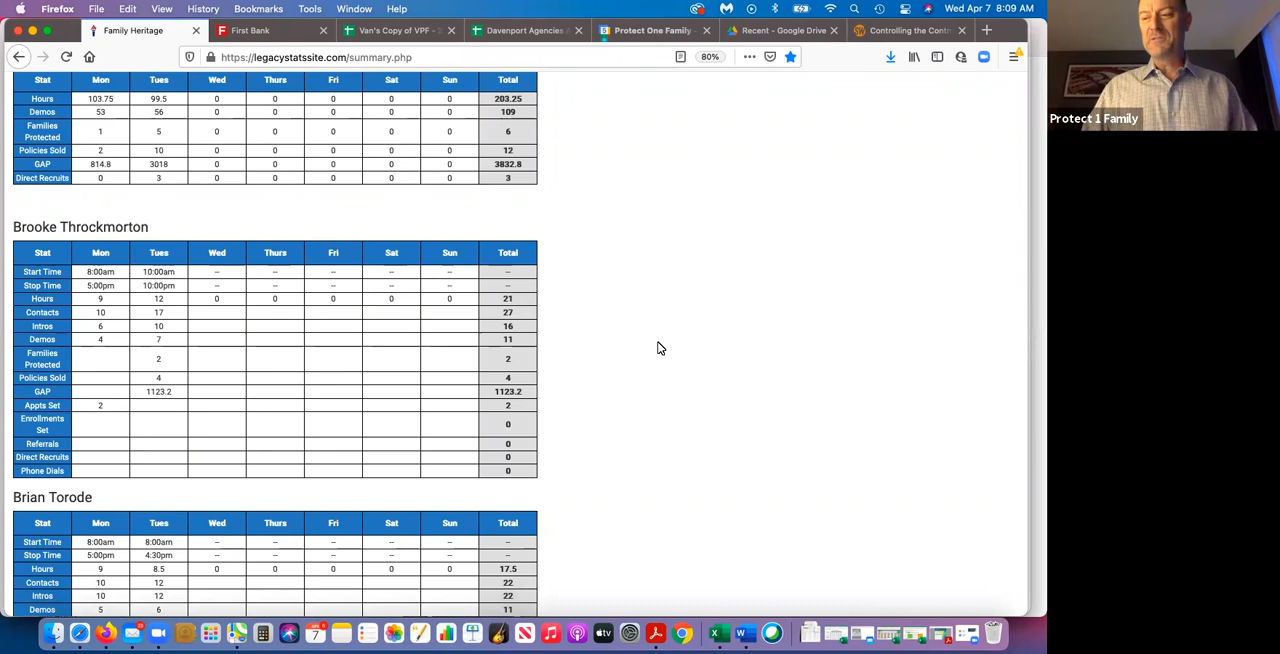 Firefox File Edit View History Bookmarks Tools Window Help Wed Apr 7 8:09 AM
Family Heritage First Bank Van's Copy of VPF - Davenport Agencies Protect One Family - Recent - Google Drive Controlling the Contr
https://legacystatssite.com/summary.php 80%
Stat Mon Tues Wed Thurs Fri Sat Sun Total
Hours 103.75 99.5 0 0 0 0 0 203.25
Demos 53 56 0 0 0 0 0 109
Families Protected 1 5 0 0 0 0 0 6
Policies Sold 2 10 0 0 0 0 0 12
GAP 814.8 3018 0 0 0 0 0 3832.8
Direct Recruits 0 3 0 0 0 0 0 3
Protect 1 Family
Brooke Throckmorton
Stat Mon Tues Wed Thurs Fri Sat Sun Total
Start Time 8:00am 10:00am -- -- -- -- -- --
Stop Time 5:00pm 10:00pm -- -- -- -- -- --
Hours 9 12 0 0 0 0 0 21
Contacts 10 17 27
Intros 6 10 16
Demos 4 7 11
Families Protected 2 2
Policies Sold 4 4
GAP 1123.2 1123.2
Appts Set 2 2
Enrollments Set 0
Referrals 0
Direct Recruits 0
Phone Dials 0
Brian Torode
Stat Mon Tues Wed Thurs Fri Sat Sun Total
Start Time 8:00am 8:00am -- -- -- -- -- --
Stop Time 5:00pm 4:30pm -- -- -- -- -- --
Hours 9 8.5 0 0 0 0 0 17.5
Contacts 10 12 22
Intros 10 12 22
Demos 5 6 11